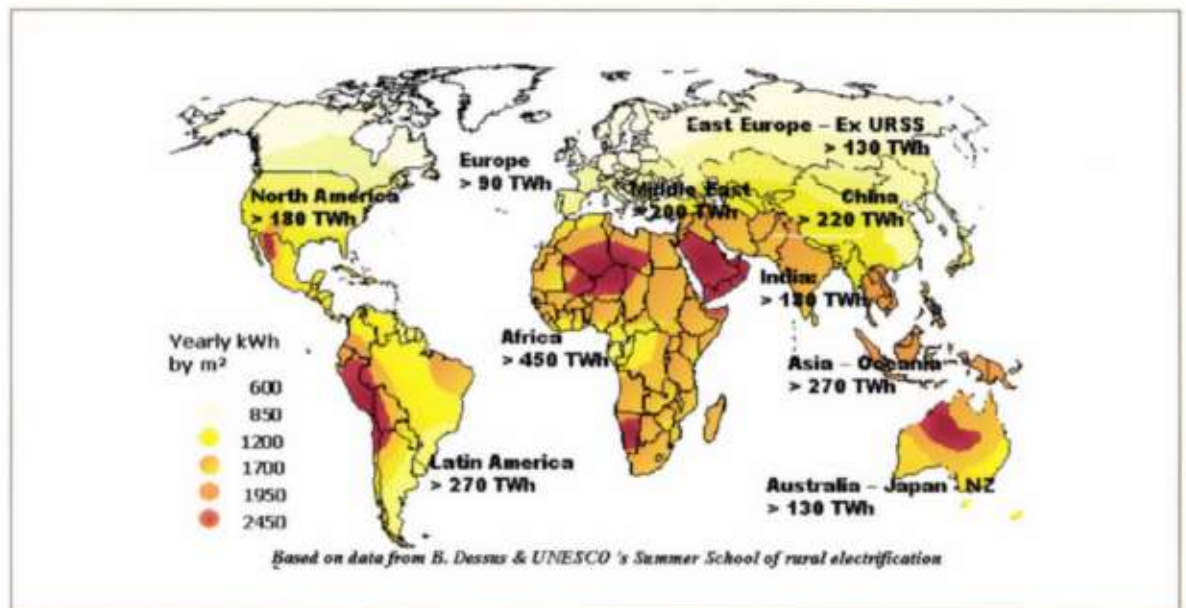 East Europe – Ex URSS
> 130 TWh
Europe
> 90 TWh
North America
> 180 TWh
Middle East
> 200 TWh
China
> 220 TWh
India:
> 180 TWh
Yearly kWh
by m²
600
850
1200
1700
1950
2450
Africa
> 450 TWh
Asia – Oceania
> 270 TWh
Latin America
> 270 TWh
Australia – Japan - NZ
> 130 TWh
Based on data from B. Dessus & UNESCO 's Summer School of rural electrification